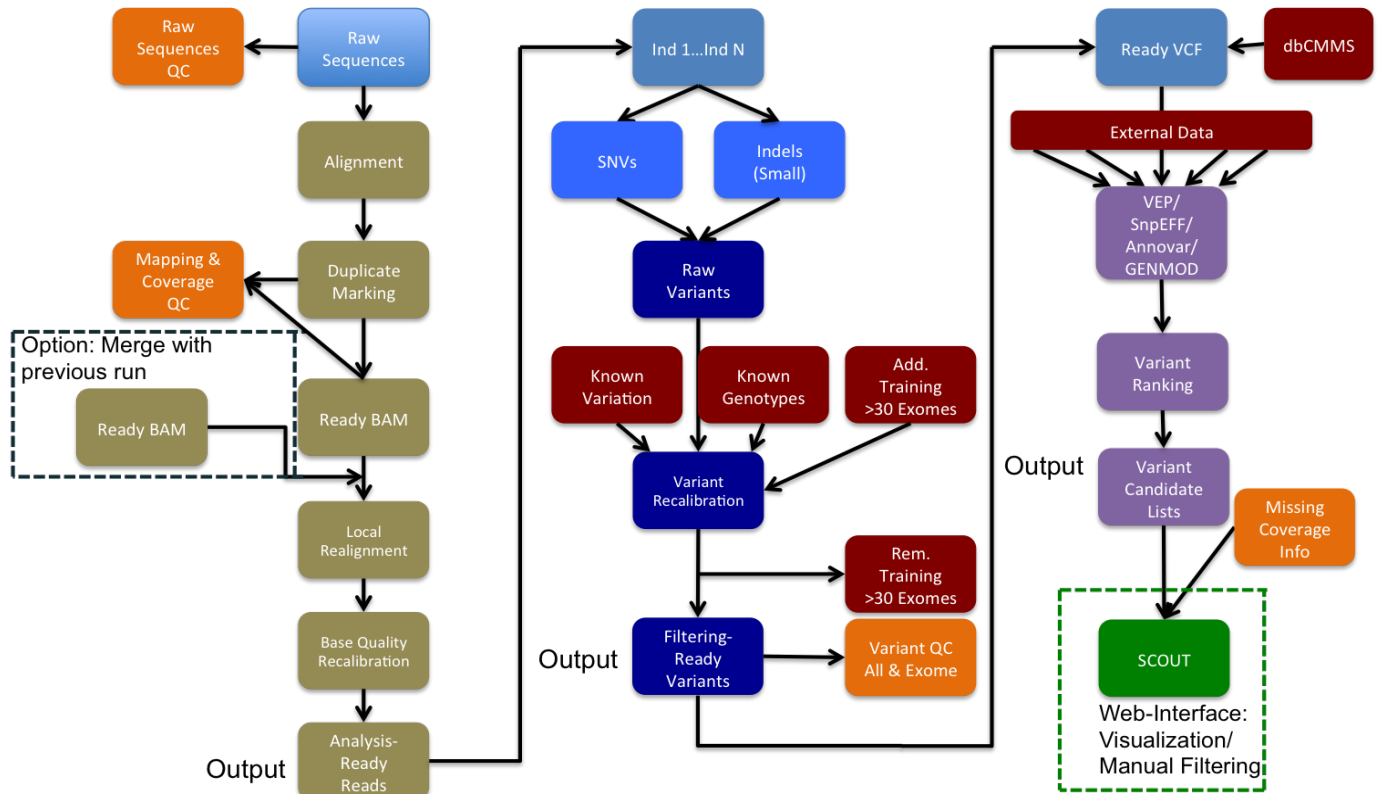 Raw
Sequences
QC
Raw
Sequences
Alignment
Mapping &
Coverage
QC
Duplicate
Marking
Option: Merge with
previous run
Ready BAM
Ready BAM
Local
Realignment
Base Quality
Recalibration
Output
Analysis-
Ready
Reads
Ind 1...Ind N
SNVs
Indels
(Small)
Raw
Variants
Known
Variation
Known
Genotypes
Add.
Training
>30 Exomes
Variant
Recalibration
Rem.
Training
>30 Exomes
Output
Filtering-
Ready
Variants
Variant QC
All & Exome
Ready VCF
dbCMMS
External Data
VEP/
SnpEFF/
Annovar/
GENMOD
Variant
Ranking
Output
Variant
Candidate
Lists
Missing
Coverage
Info
SCOUT
Web-Interface:
Visualization/
Manual Filtering